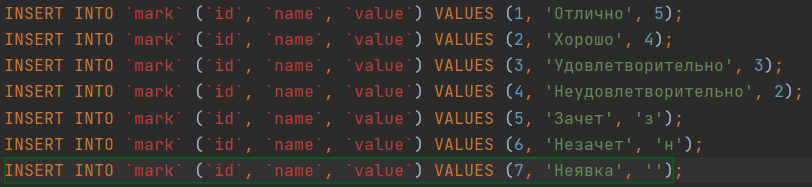 INSERT INTO `mark` (`id`, `name`, `value`) VALUES (1, 'Отлично', 5);
INSERT INTO `mark` (`id`, `name`, `value`) VALUES (2, 'Хорошо', 4);
INSERT INTO `mark` (`id`, `name`, `value`) VALUES (3, 'Удовлетворительно', 3);
INSERT INTO `mark` (`id`, `name`, `value`) VALUES (4, 'Неудовлетворительно', 2);
INSERT INTO `mark` (`id`, `name`, `value`) VALUES (5, 'Зачет', 'з');
INSERT INTO `mark` (`id`, `name`, `value`) VALUES (6, 'Незачет', 'н');
INSERT INTO `mark` (`id`, `name`, `value`) VALUES (7, 'Неявка', '');